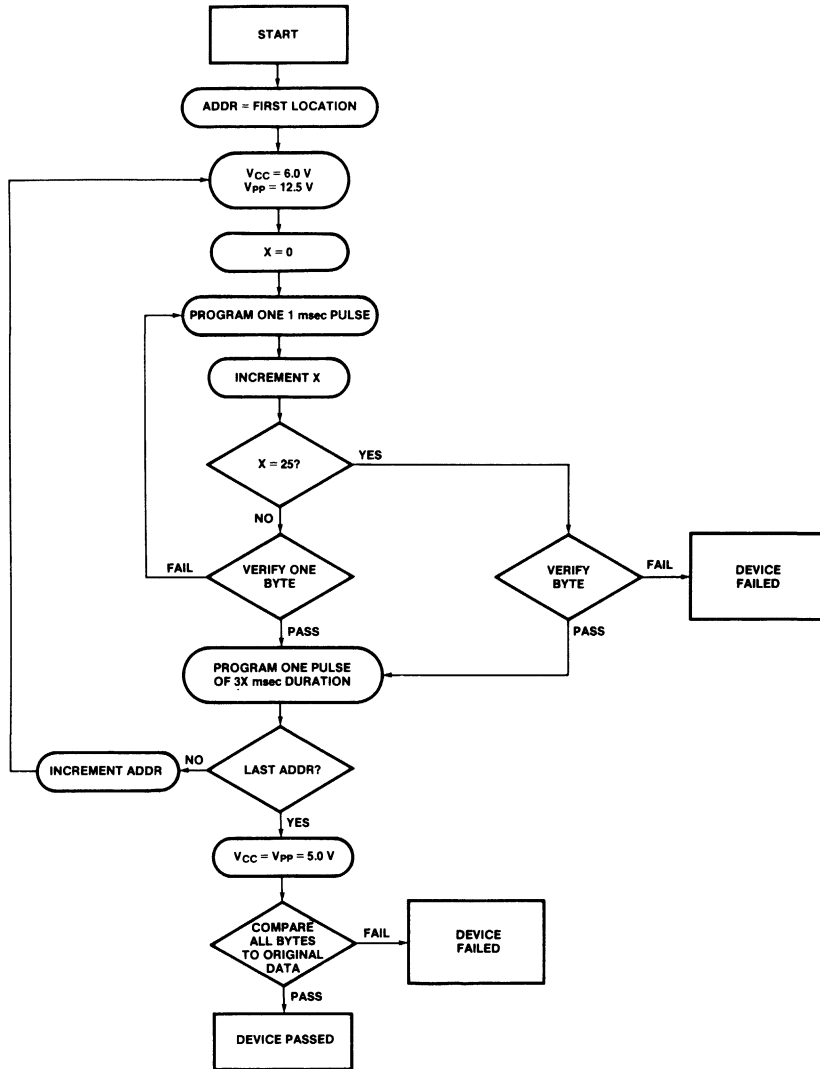 START
ADDR = FIRST LOCATION
VCC = 6.0 V
VPP = 12.5 V
X = 0
PROGRAM ONE 1 msec PULSE
INCREMENT X
X = 25?
YES
NO
VERIFY ONE
BYTE
FAIL
PASS
VERIFY
BYTE
FAIL
PASS
DEVICE
FAILED
PROGRAM ONE PULSE
OF 3X msec DURATION
LAST ADDR?
NO
INCREMENT ADDR
YES
VCC = VPP = 5.0 V
COMPARE
ALL BYTES
TO ORIGINAL
DATA
FAIL
DEVICE
FAILED
PASS
DEVICE PASSED